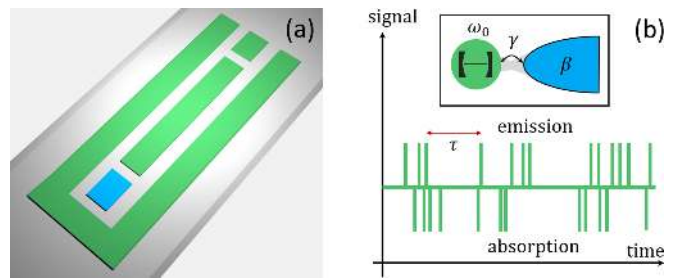 (a)
signal
(b)
ω₀
γ
β
emission
τ
absorption
time